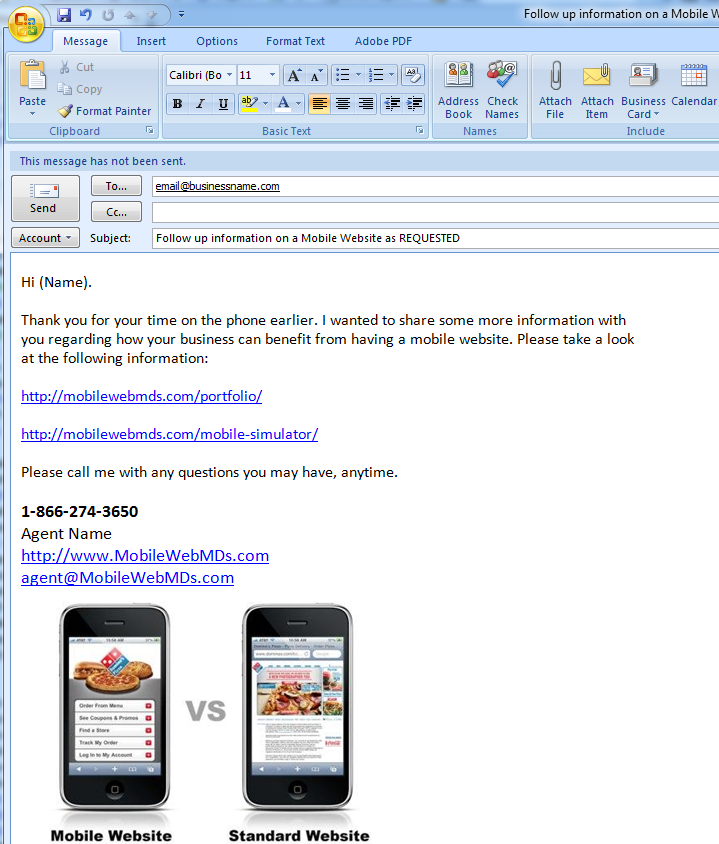 Follow up information on a Mobile W
Message Insert Options Format Text Adobe PDF
Paste
Cut
Copy
Format Painter
Clipboard
Calibri (Bo 11
B I U
Basic Text
Address Book
Check Names
Names
Attach File
Attach Item
Business Card
Calendar
Include
This message has not been sent.
Send
To... email@businessname.com
Cc...
Account Subject: Follow up information on a Mobile Website as REQUESTED
Hi (Name).
Thank you for your time on the phone earlier. I wanted to share some more information with
you regarding how your business can benefit from having a mobile website. Please take a look
at the following information:
http://mobilewebmds.com/portfolio/
http://mobilewebmds.com/mobile-simulator/
Please call me with any questions you may have, anytime.
1-866-274-3650
Agent Name
http://www.MobileWebMDs.com
agent@MobileWebMDs.com
Order From Menu
See Coupons & Promos
Find a Store
Track My Order
Log In to My Account
VS
Mobile Website Standard Website